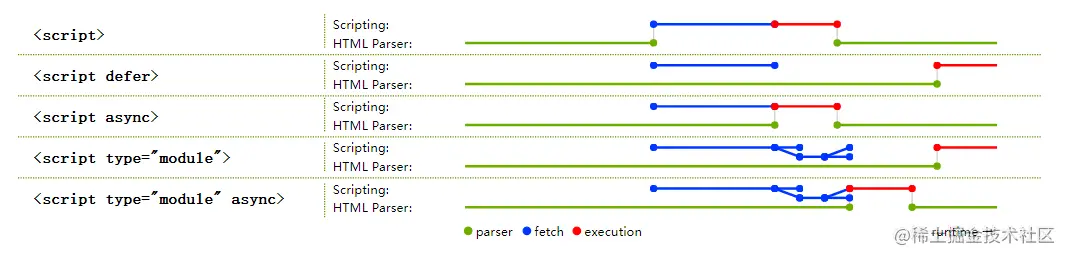 <script>
Scripting:
HTML Parser:
<script defer>
Scripting:
HTML Parser:
<script async>
Scripting:
HTML Parser:
<script type="module">
Scripting:
HTML Parser:
<script type="module" async>
Scripting:
HTML Parser:
parser fetch execution runtime →
@稀土掘金技术社区